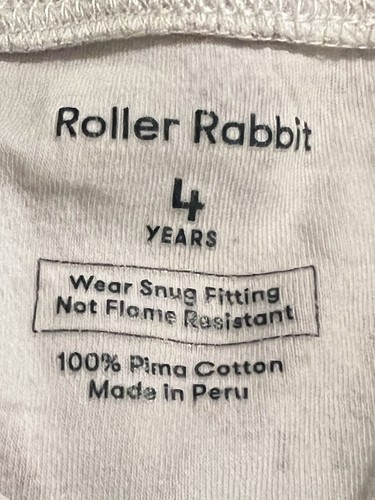 Roller Rabbit
4
YEARS
Wear Snug Fitting
Not Flame Resistant
100% Pima Cotton
Made in Peru